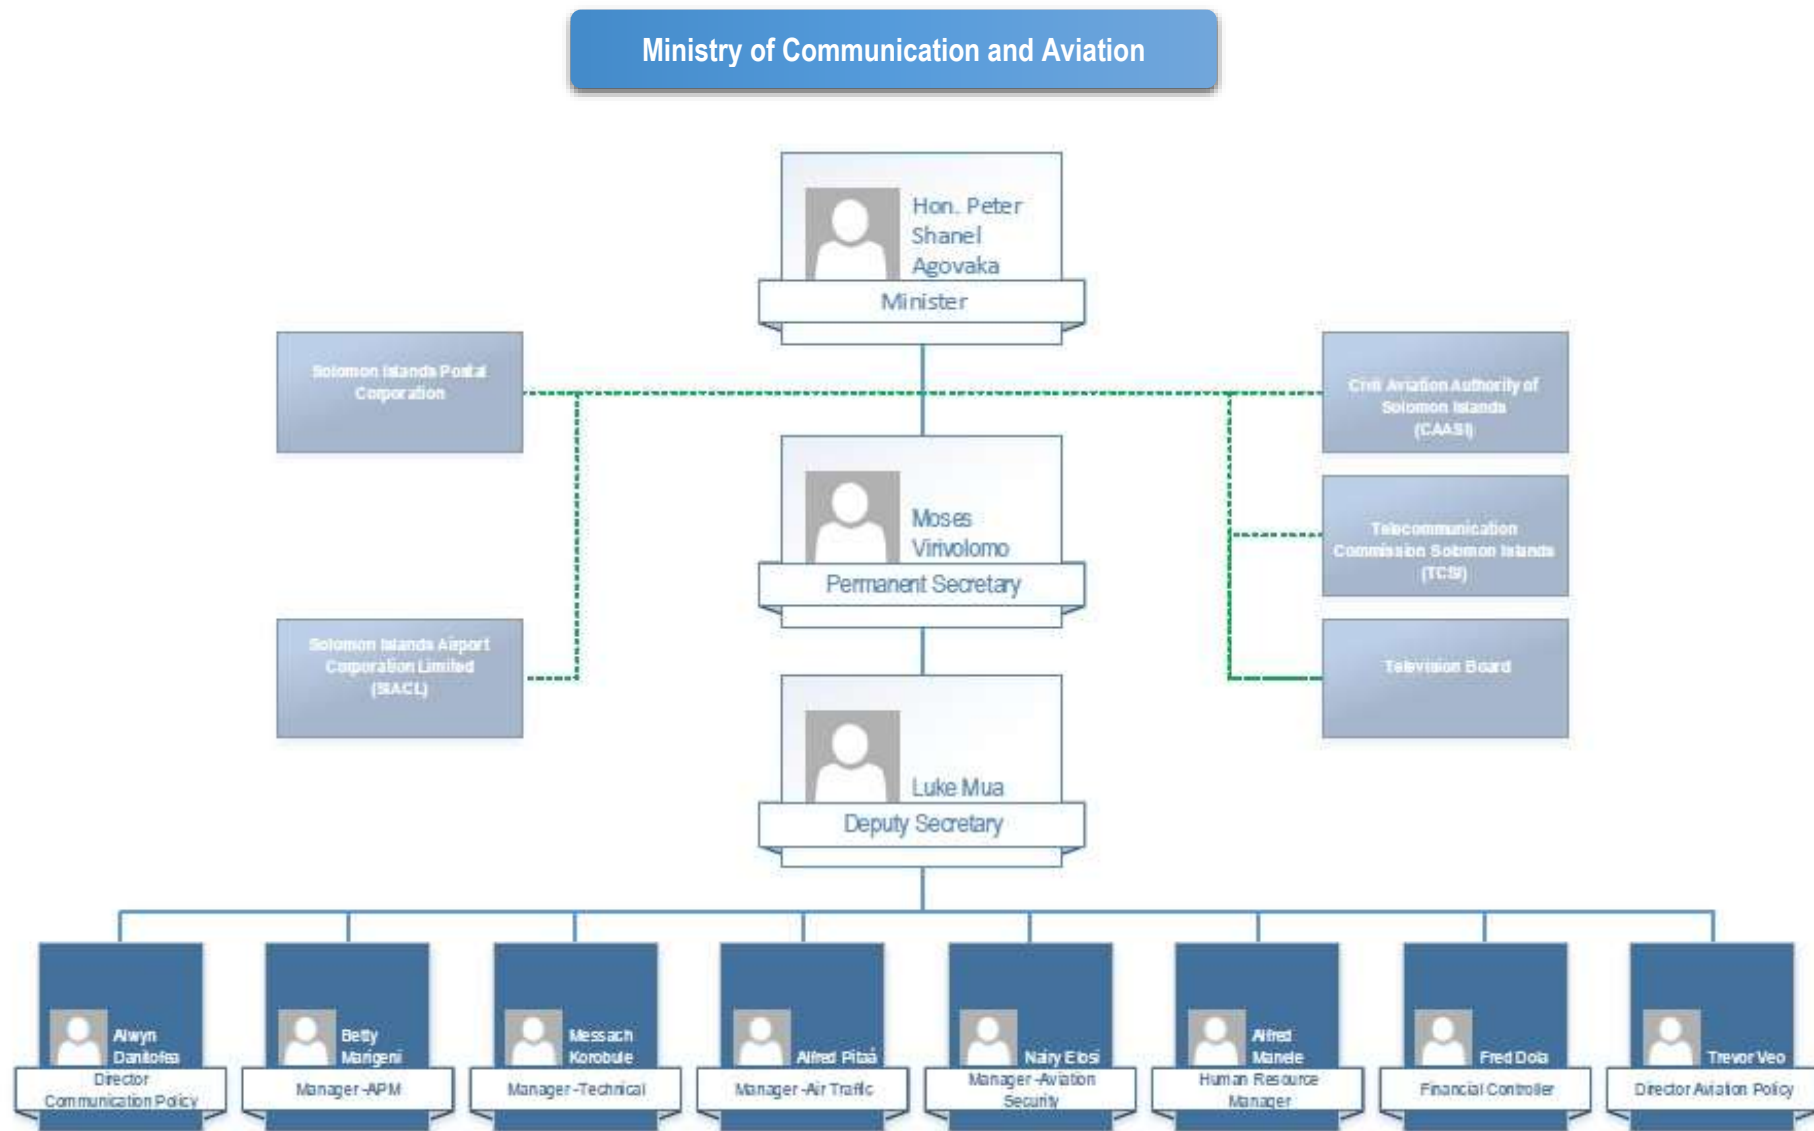 Ministry of Communication and Aviation
Hon. Peter
Shanel
Agovaka
Minister
Solomon Islands Postal
Corporation
Civil Aviation Authority of
Solomon Islands
(CAASI)
Moses
Virivolomo
Permanent Secretary
Telecommunication
Commission Solomon Islands
(TCSI)
Solomon Islands Airport
Corporation Limited
(SIACL)
Television Board
Luke Mua
Deputy Secretary
Alwyn
Danitofea
Director
Communication Policy
Betty
Marigeni
Manager -APM
Messach
Korobule
Manager -Technical
Alfred Pitaá
Manager -Air Traffic
Nairy Elosi
Manager -Aviation
Security
Alfred
Manele
Human Resource
Manager
Fred Dola
Financial Controller
Trevor Veo
Director Aviation Policy